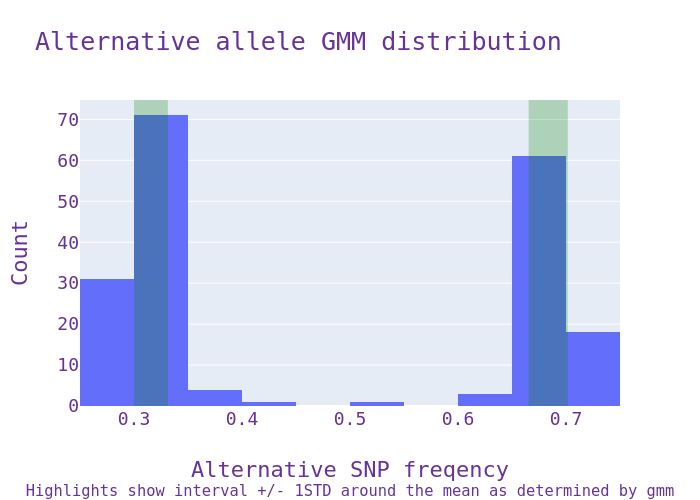 Alternative allele GMM distribution
70
60
50
40
30
20
10
0
Count
0.3 0.4 0.5 0.6 0.7
Alternative SNP freqency
Highlights show interval +/- 1STD around the mean as determined by gmm